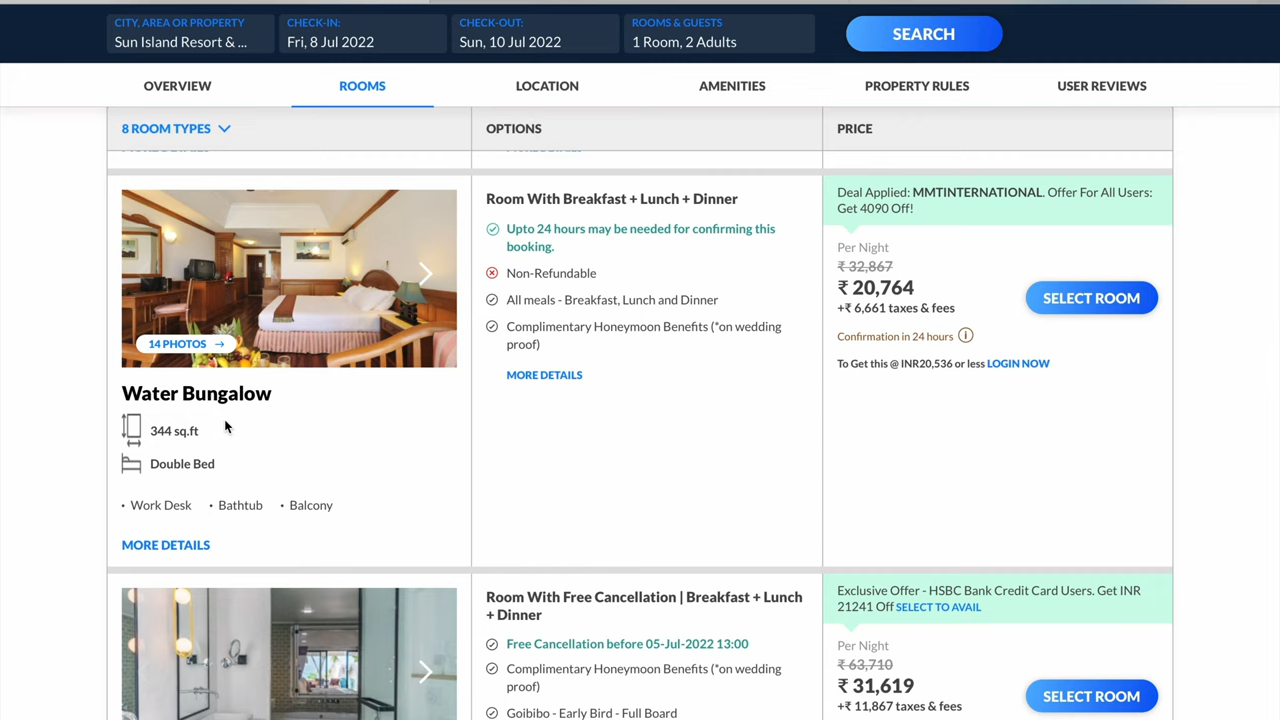 CITY, AREA OR PROPERTY
Sun Island Resort & ...
CHECK-IN:
Fri, 8 Jul 2022
CHECK-OUT:
Sun, 10 Jul 2022
ROOMS & GUESTS
1 Room, 2 Adults
SEARCH
OVERVIEW
ROOMS
LOCATION
AMENITIES
PROPERTY RULES
USER REVIEWS
8 ROOM TYPES
OPTIONS
PRICE
14 PHOTOS →
Water Bungalow
344 sq.ft
Double Bed
· Work Desk · Bathtub · Balcony
MORE DETAILS
Room With Breakfast + Lunch + Dinner
Upto 24 hours may be needed for confirming this
booking.
Non-Refundable
All meals - Breakfast, Lunch and Dinner
Complimentary Honeymoon Benefits (*on wedding
proof)
MORE DETAILS
Deal Applied: MMTINTERNATIONAL. Offer For All Users:
Get 4090 Off!
Per Night
₹ 32,867
₹ 20,764
+₹ 6,661 taxes & fees
Confirmation in 24 hours
To Get this @ INR20,536 or less LOGIN NOW
SELECT ROOM
Room With Free Cancellation | Breakfast + Lunch
+ Dinner
Free Cancellation before 05-Jul-2022 13:00
Complimentary Honeymoon Benefits (*on wedding
proof)
Goibibo - Early Bird - Full Board
Exclusive Offer - HSBC Bank Credit Card Users. Get INR
21241 Off SELECT TO AVAIL
Per Night
₹ 63,710
₹ 31,619
+₹ 11,867 taxes & fees
SELECT ROOM